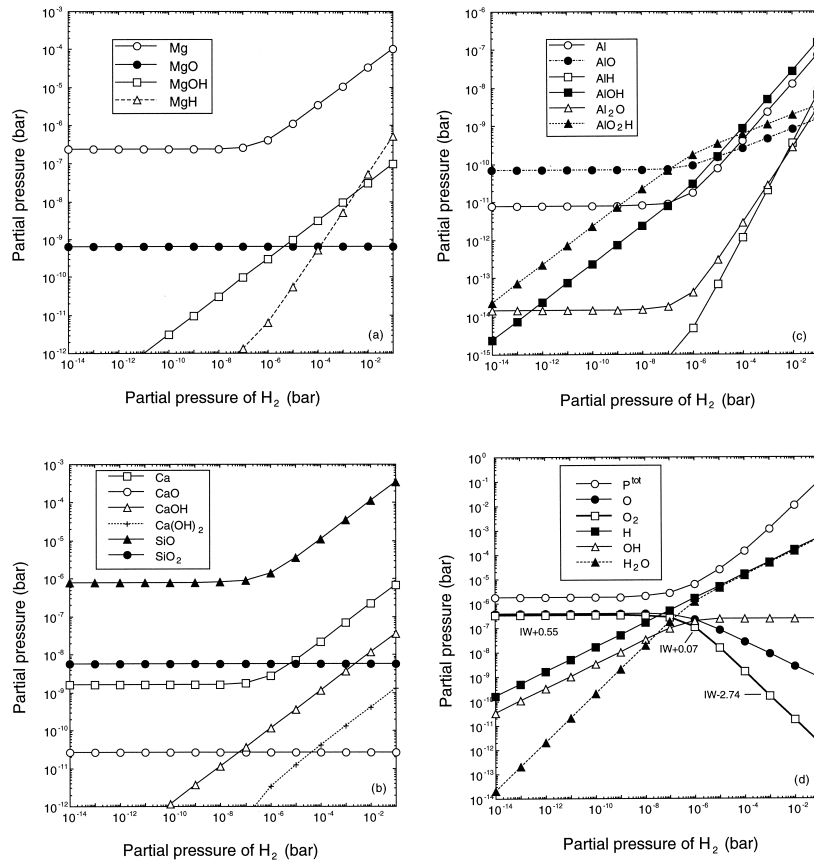 Partial pressure (bar)
10⁻³
10⁻⁴
10⁻⁵
10⁻⁶
10⁻⁷
10⁻⁸
10⁻⁹
10⁻¹⁰
10⁻¹¹
10⁻¹²
Mg
MgO
MgOH
MgH
(a)
10⁻¹⁴ 10⁻¹² 10⁻¹⁰ 10⁻⁸ 10⁻⁶ 10⁻⁴ 10⁻²
Partial pressure of H₂ (bar)
Partial pressure (bar)
10⁻⁶
10⁻⁷
10⁻⁸
10⁻⁹
10⁻¹⁰
10⁻¹¹
10⁻¹³
10⁻¹⁴
10⁻¹⁵
Al
AlO
AlH
AlOH
Al₂O
AlO₂H
(c)
10⁻¹⁴ 10⁻¹² 10⁻¹⁰ 10⁻⁸ 10⁻⁶ 10⁻⁴ 10⁻²
Partial pressure of H₂ (bar)
Partial pressure (bar)
10⁻³
10⁻⁴
10⁻⁵
10⁻⁶
10⁻⁷
10⁻⁸
10⁻⁹
10⁻¹⁰
10⁻¹¹
10⁻¹²
Ca
CaO
CaOH
Ca(OH)₂
SiO
SiO₂
(b)
10⁻¹⁴ 10⁻¹² 10⁻¹⁰ 10⁻⁸ 10⁻⁶ 10⁻⁴ 10⁻²
Partial pressure of H₂ (bar)
Partial pressure (bar)
10⁰
10⁻¹
10⁻²
10⁻³
10⁻⁴
10⁻⁵
10⁻⁶
10⁻⁷
10⁻⁸
10⁻⁹
10⁻¹⁰
10⁻¹¹
10⁻¹²
10⁻¹³
10⁻¹⁴
Pᵗᵒᵗ
O
O₂
H
OH
H₂O
IW+0.55
IW+0.07
IW-2.74
(d)
10⁻¹⁴ 10⁻¹² 10⁻¹⁰ 10⁻⁸ 10⁻⁶ 10⁻⁴ 10⁻²
Partial pressure of H₂ (bar)